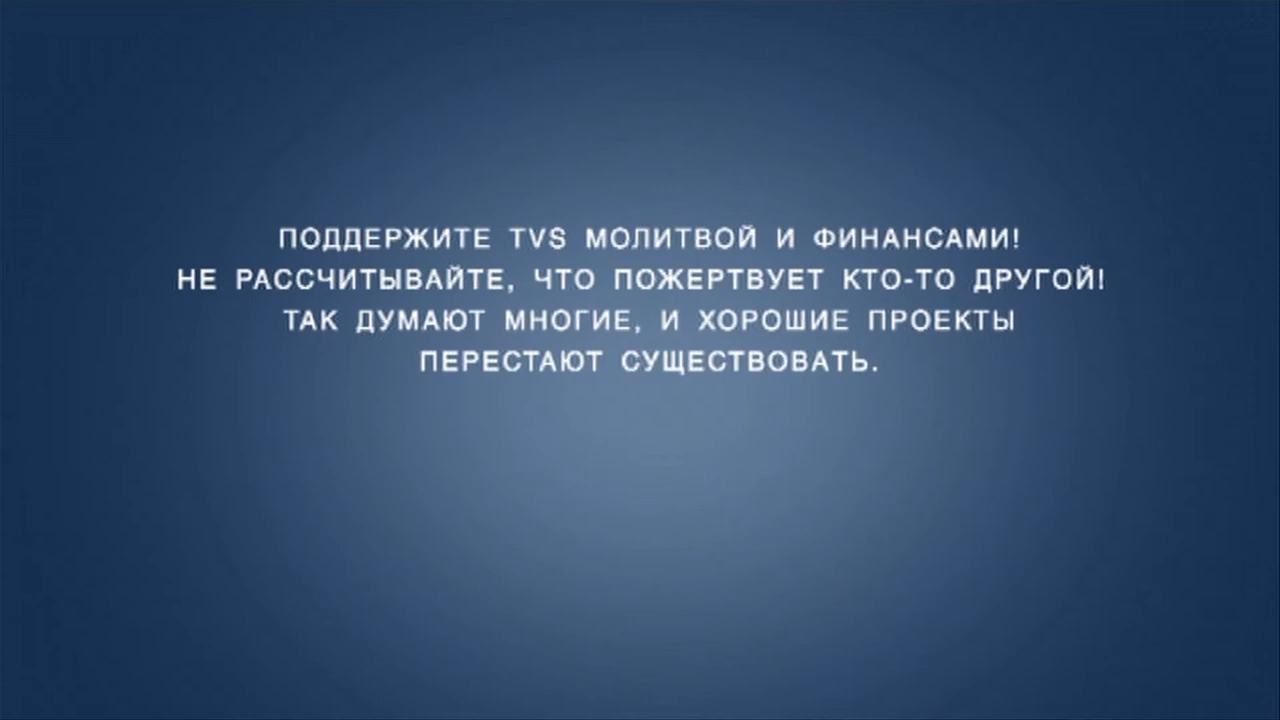 ПОДДЕРЖИТЕ TVS МОЛИТВОЙ И ФИНАНСАМИ!
НЕ РАССЧИТЫВАЙТЕ, ЧТО ПОЖЕРТВУЕТ КТО-ТО ДРУГОЙ!
ТАК ДУМАЮТ МНОГИЕ, И ХОРОШИЕ ПРОЕКТЫ
ПЕРЕСТАЮТ СУЩЕСТВОВАТЬ.